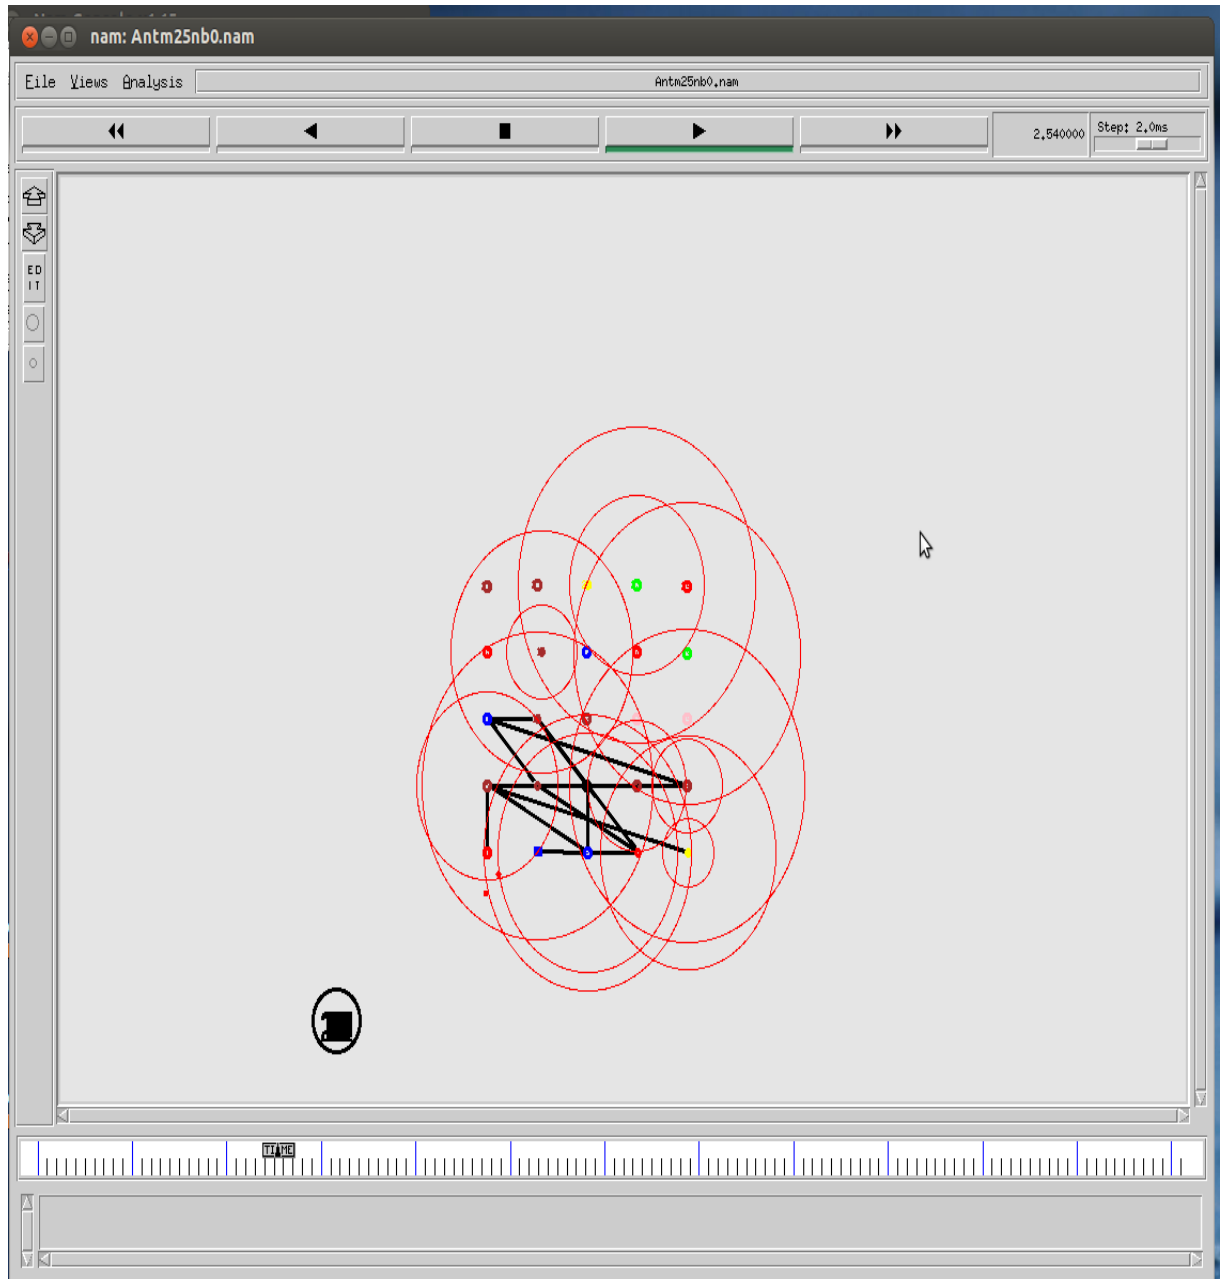 nam: Antm25nb0.nam
File Views Analysis
Antm25nb0.nam
2.540000
Step: 2.0ms
ED
IT
TIME